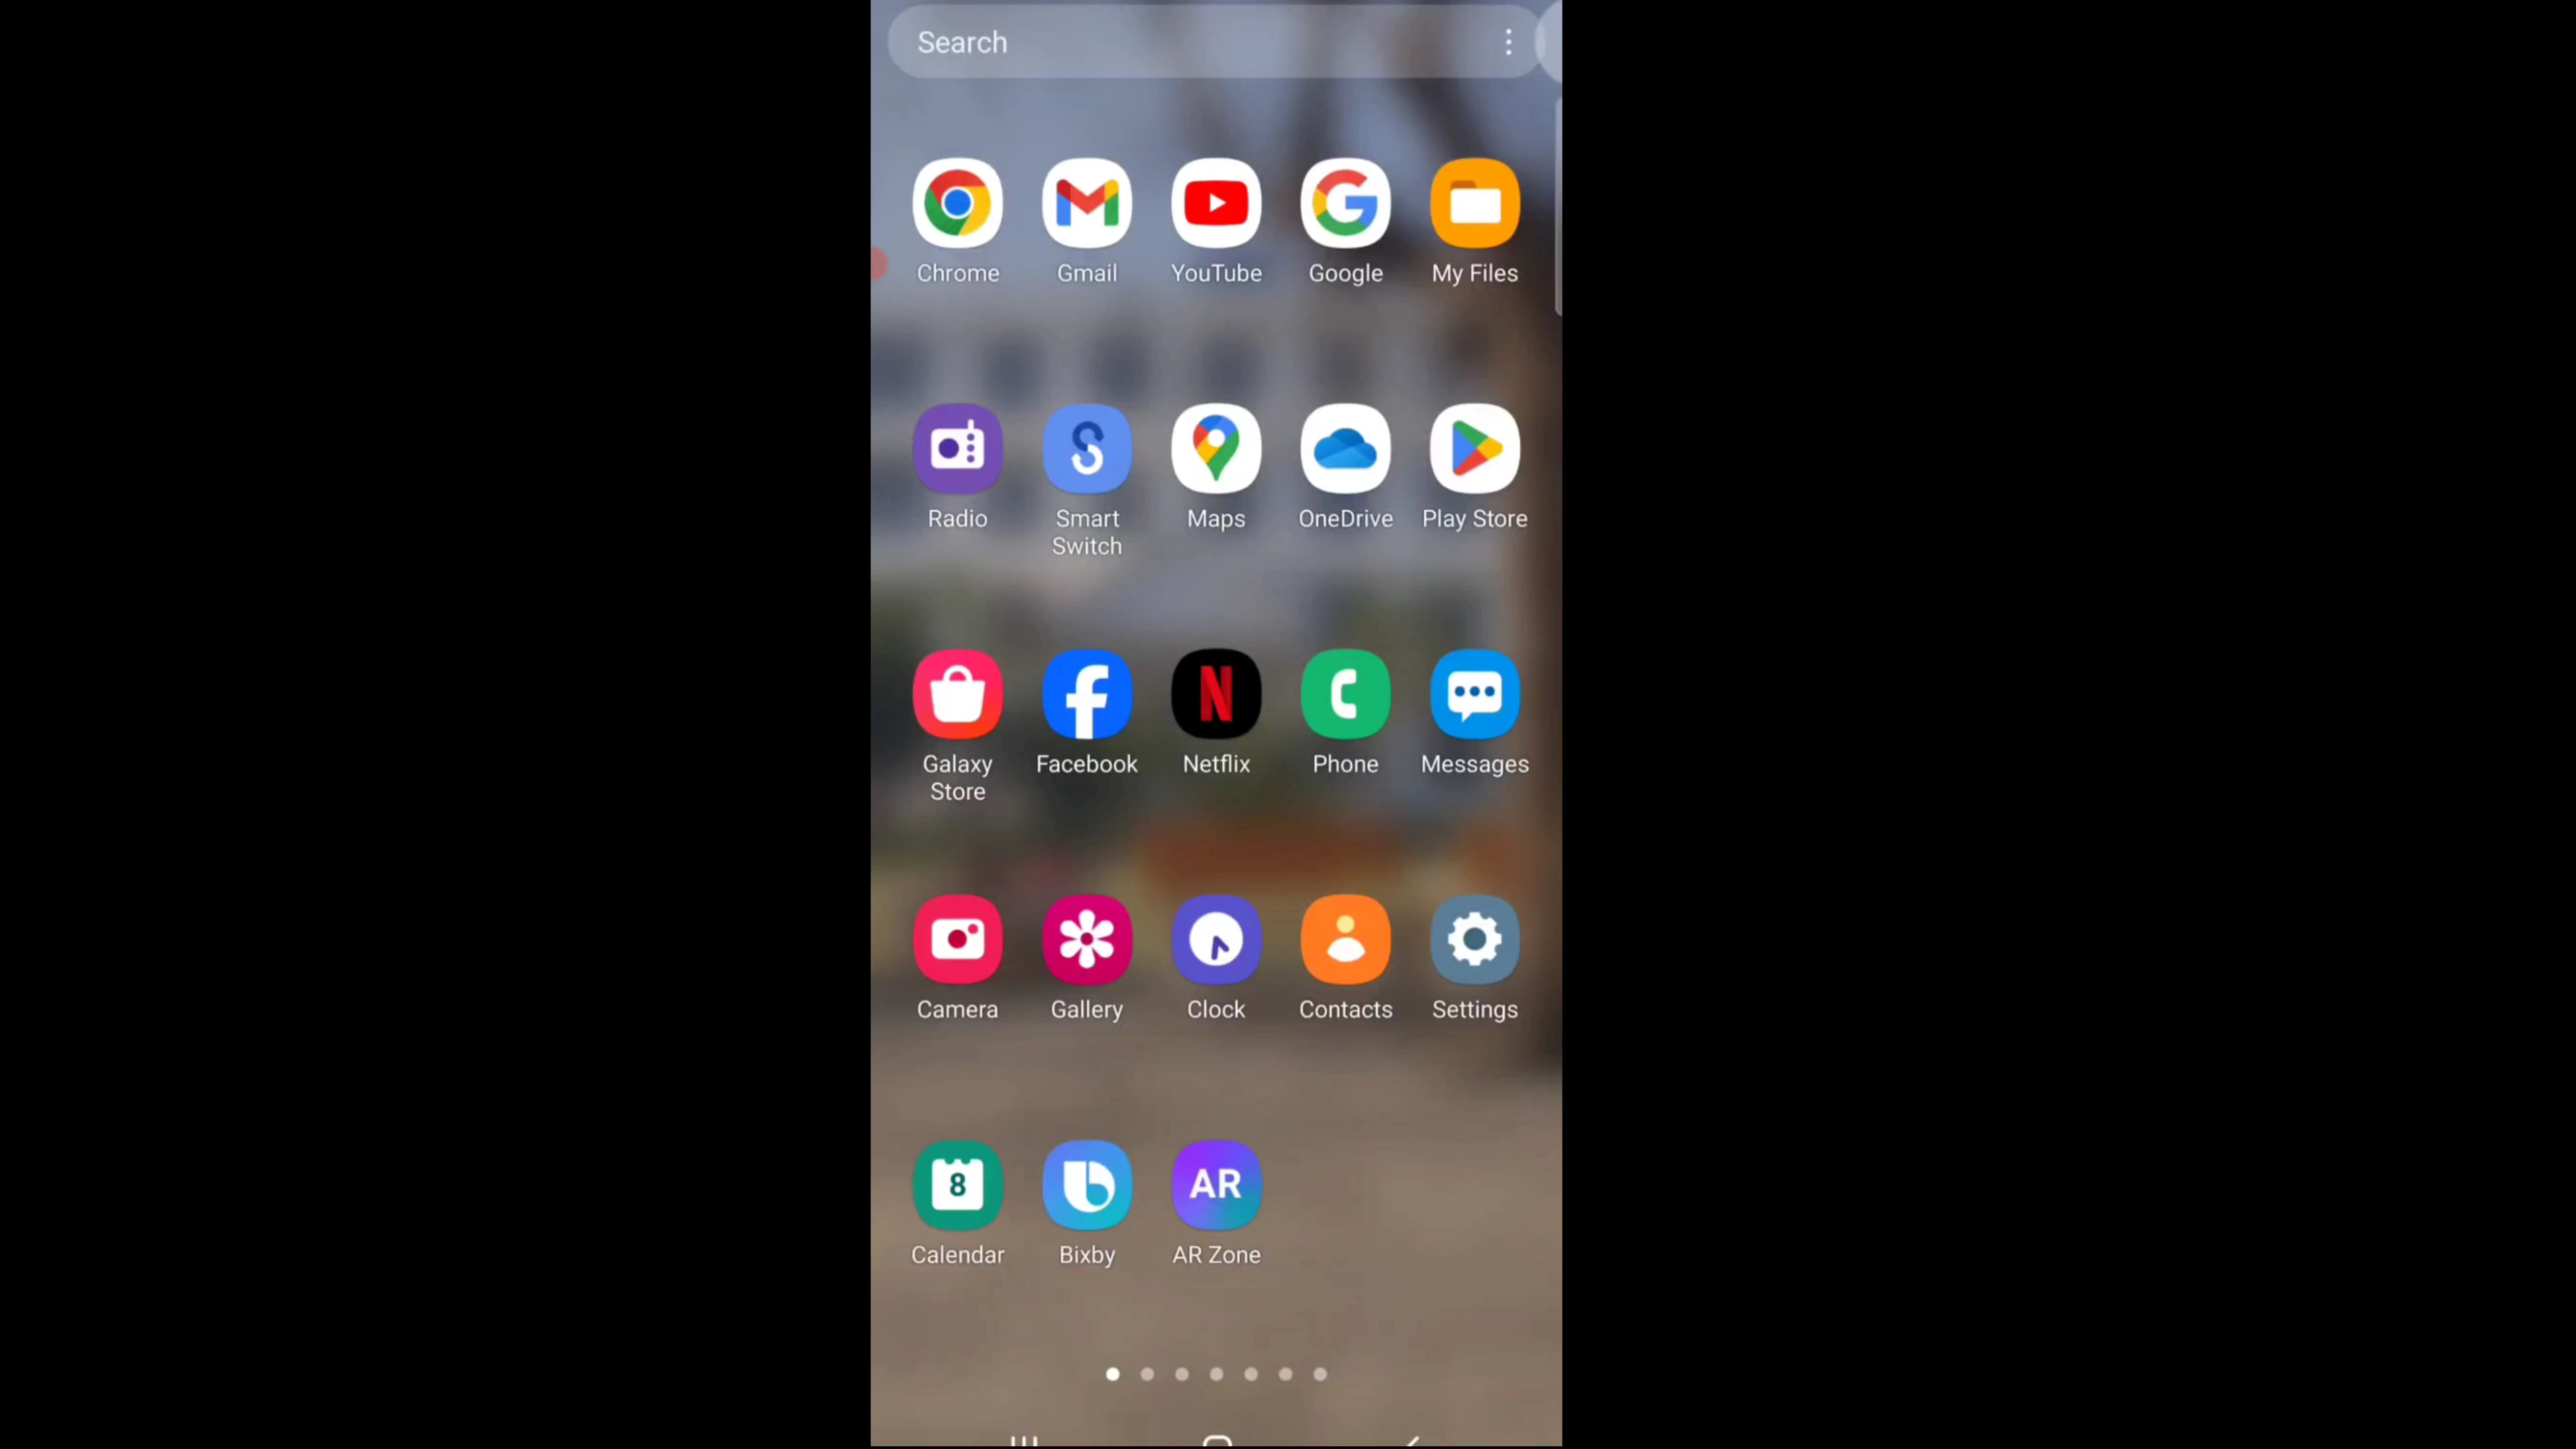 Search
Chrome Gmail YouTube Google My Files
Radio Smart Switch Maps OneDrive Play Store
Galaxy Store Facebook Netflix Phone Messages
Camera Gallery Clock Contacts Settings
8 AR
Calendar Bixby AR Zone